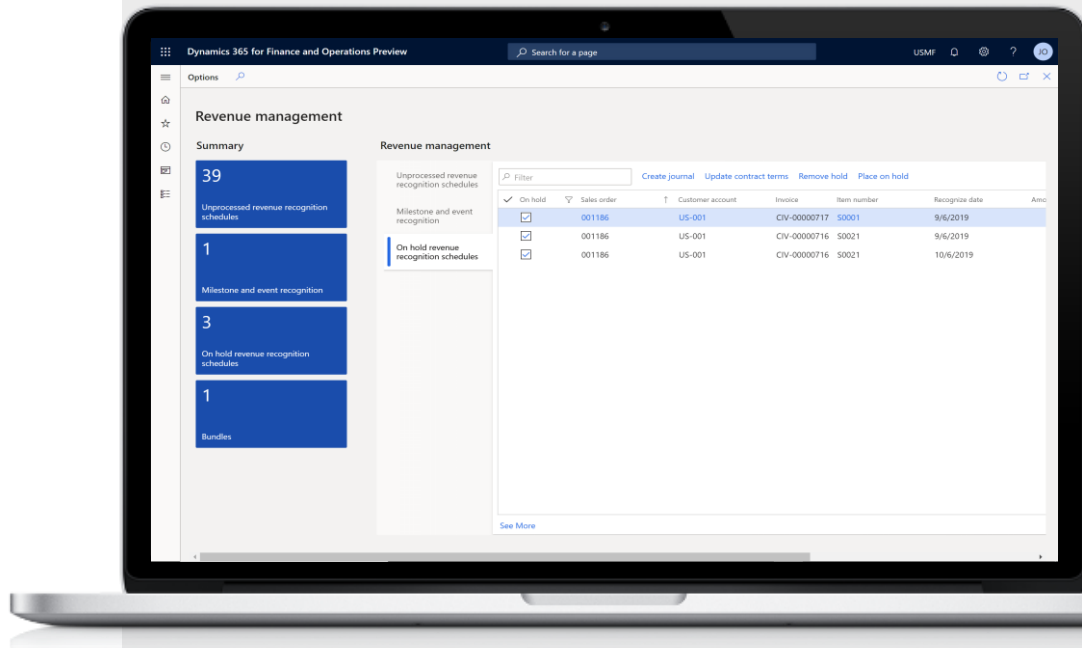 Dynamics 365 for Finance and Operations Preview
Search for a page
USMF
?
JO
Options
Revenue management
Summary
39
Unprocessed revenue recognition
schedules
1
Milestone and event recognition
3
On hold revenue recognition
schedules
1
Bundles
Revenue management
Unprocessed revenue
recognition schedules
Milestone and event
recognition
On hold revenue
recognition schedules
Filter
Create journal Update contract terms Remove hold Place on hold
On hold Sales order Customer account Invoice Item number Recognize date Amo
001186 US-001 CIV-00000717 S0001 9/6/2019
001186 US-001 CIV-00000716 S0021 9/6/2019
001186 US-001 CIV-00000716 S0021 10/6/2019
See More